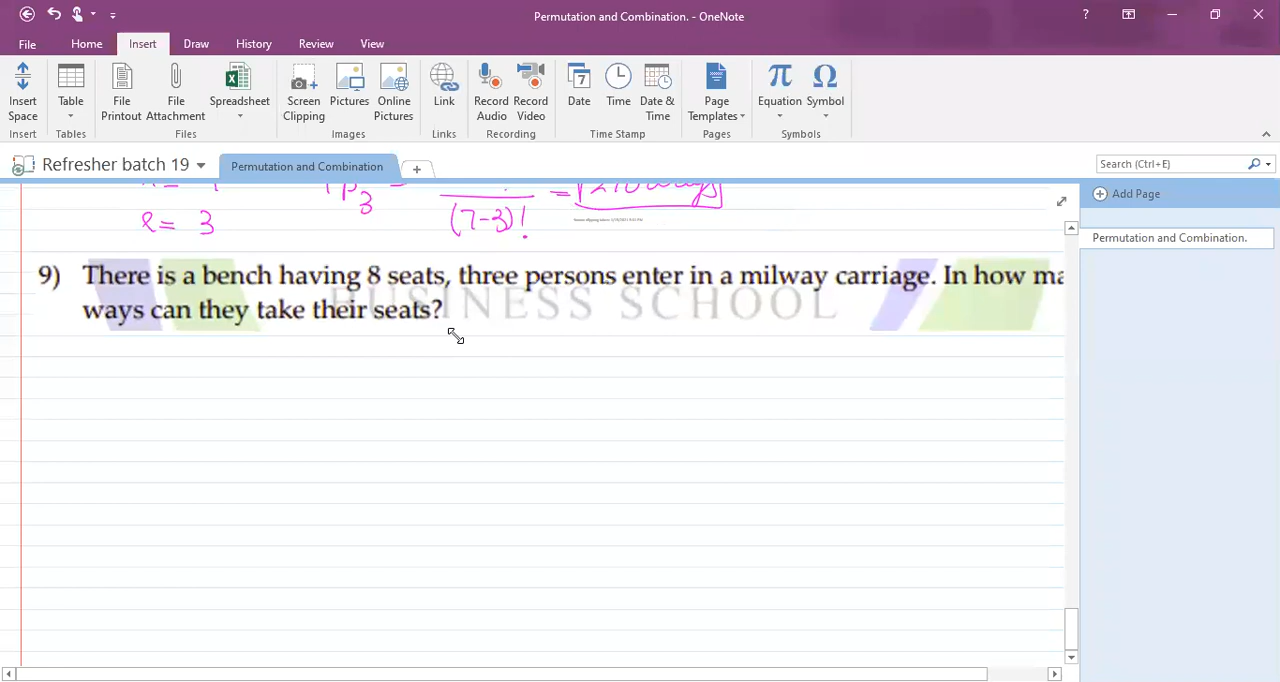 Permutation and Combination. - OneNote
?
File Home Insert Draw History Review View
Insert Space
Table
File Printout
File Attachment
Spreadsheet
Screen Clipping
Pictures
Online Pictures
Link
Record Audio
Record Video
Date
Time
Date & Time
Page Templates
Equation
Symbol
Insert Tables Files Images Links Recording Time Stamp Pages Symbols
Refresher batch 19 Permutation and Combination + Search (Ctrl+E)
Add Page
Permutation and Combination.
= 3
(7-3)!
9) There is a bench having 8 seats, three persons enter in a milway carriage. In how ma
ways can they take their seats?
BUSINESS SCHOOL